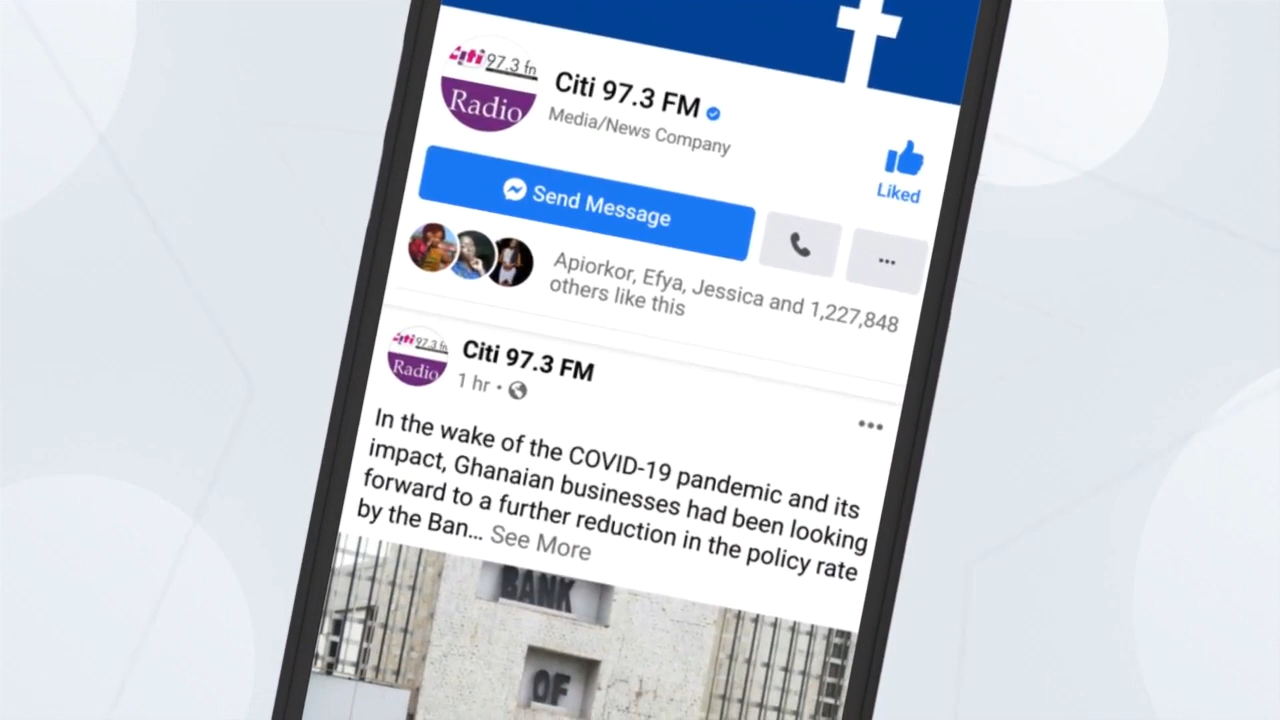 Citi 97.3 FM
Media/News Company
citi 97.3 fm
Radio
Liked
Send Message
Apiorkor, Efya, Jessica and 1,227,848
others like this
citi 97.3 fm
Radio
Citi 97.3 FM
1 hr
In the wake of the COVID-19 pandemic and its
impact, Ghanaian businesses had been looking
forward to a further reduction in the policy rate
by the Ban... See More
BANK
OF